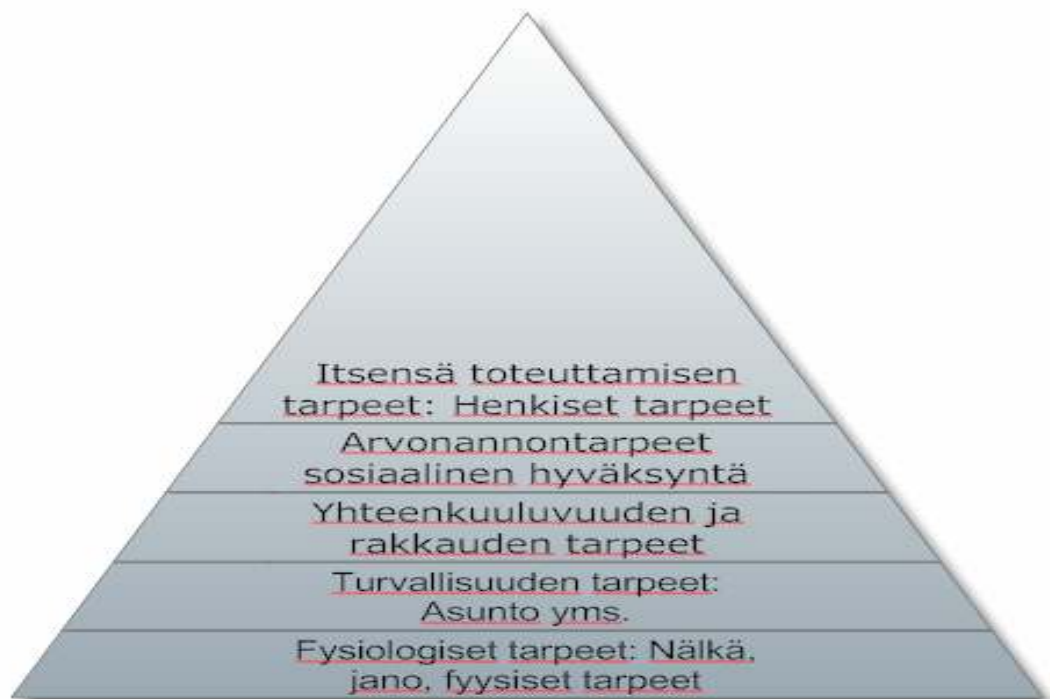 Itsensä toteuttamisen
tarpeet: Henkiset tarpeet
Arvonannontarpeet
sosiaalinen hyväksyntä
Yhteenkuuluvuuden ja
rakkauden tarpeet
Turvallisuuden tarpeet:
Asunto yms.
Fysiologiset tarpeet: Nälkä,
jano, fyysiset tarpeet